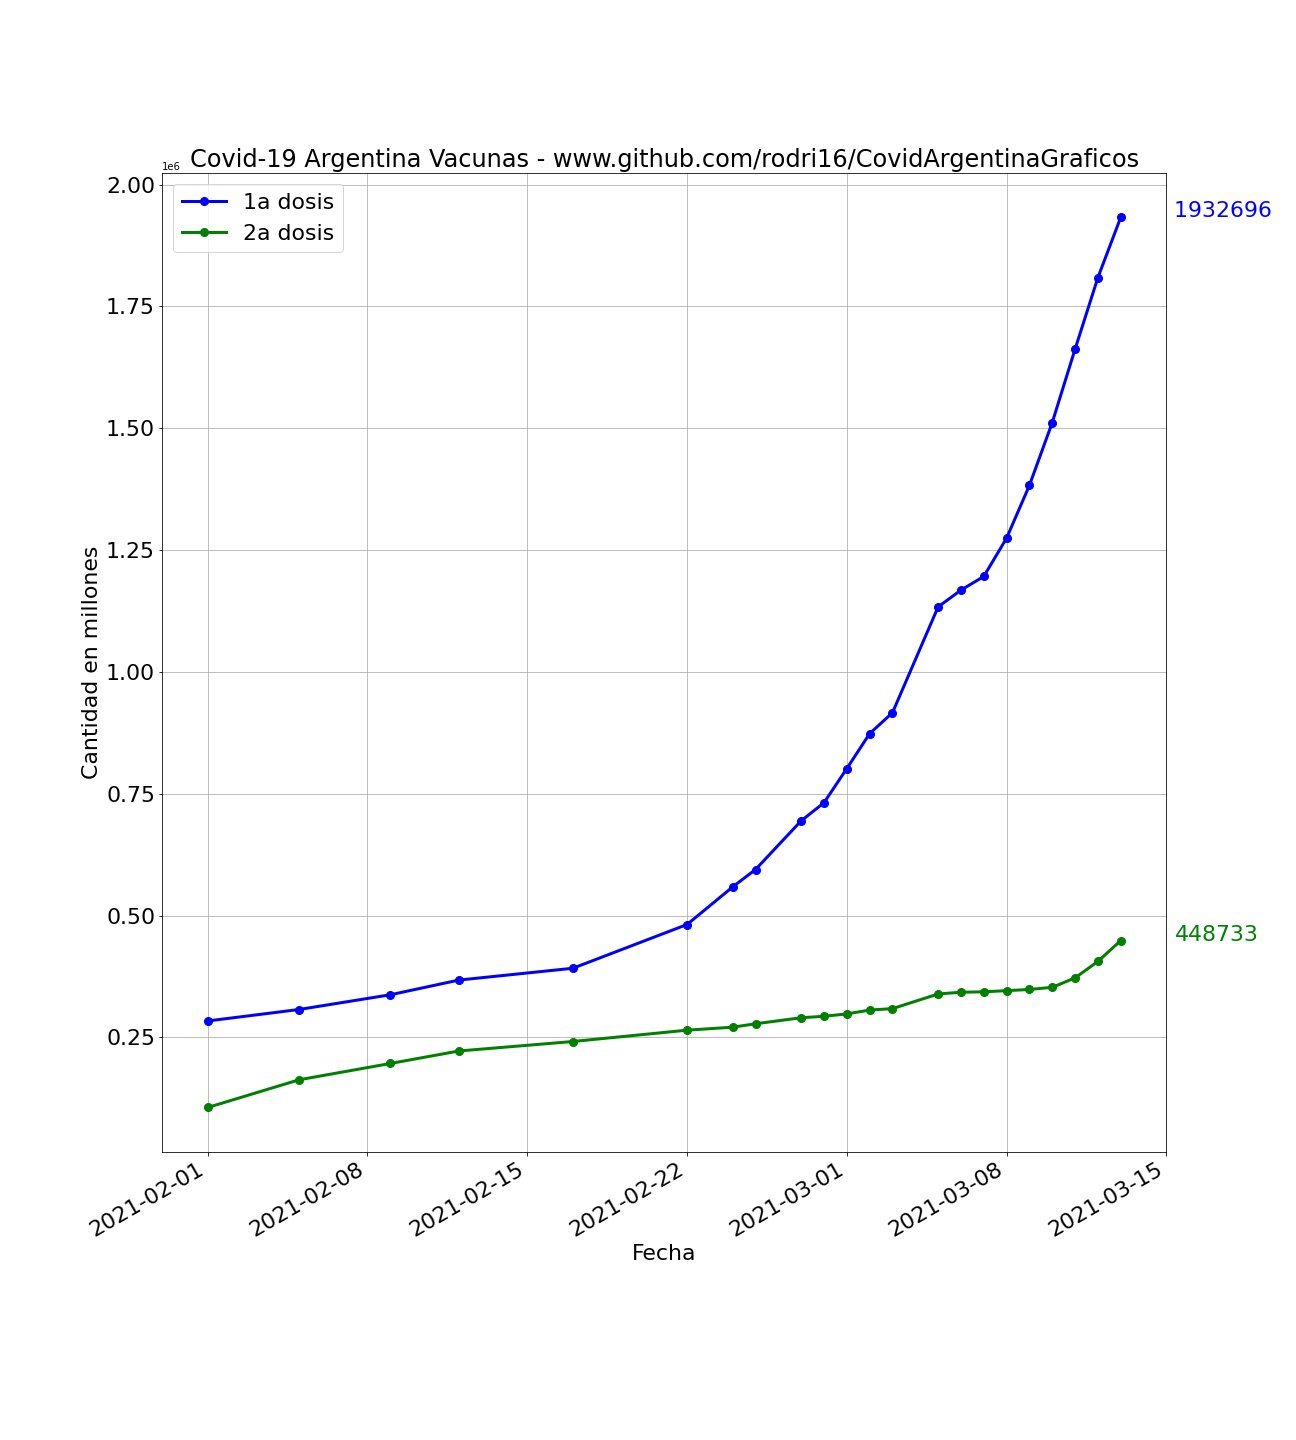 Covid-19 Argentina Vacunas - www.github.com/rodri16/CovidArgentinaGraficos
1e6
1a dosis
2a dosis
2.00
1.75
1.50
1.25
1.00
0.75
0.50
0.25
Cantidad en millones
1932696
448733
2021-02-01
2021-02-08
2021-02-15
2021-02-22
2021-03-01
2021-03-08
2021-03-15
Fecha